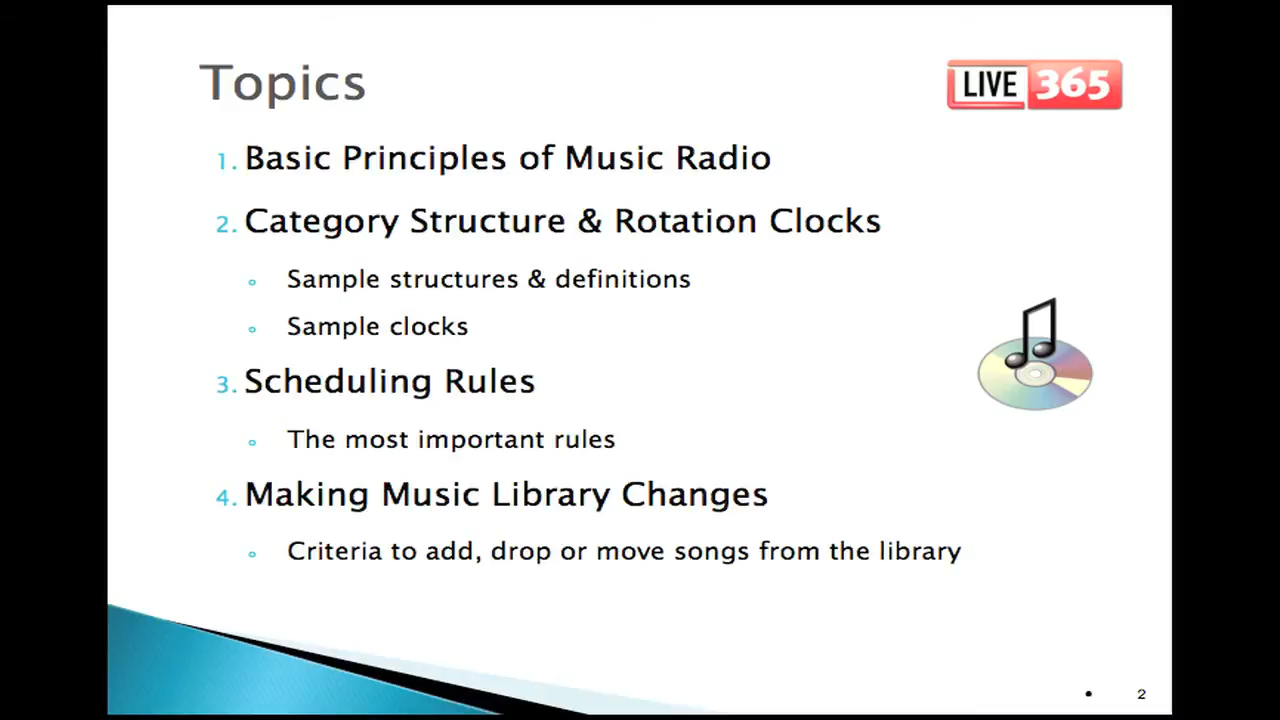 Topics
LIVE 365
1. Basic Principles of Music Radio
2. Category Structure & Rotation Clocks
Sample structures & definitions
Sample clocks
3. Scheduling Rules
The most important rules
4. Making Music Library Changes
Criteria to add, drop or move songs from the library
2